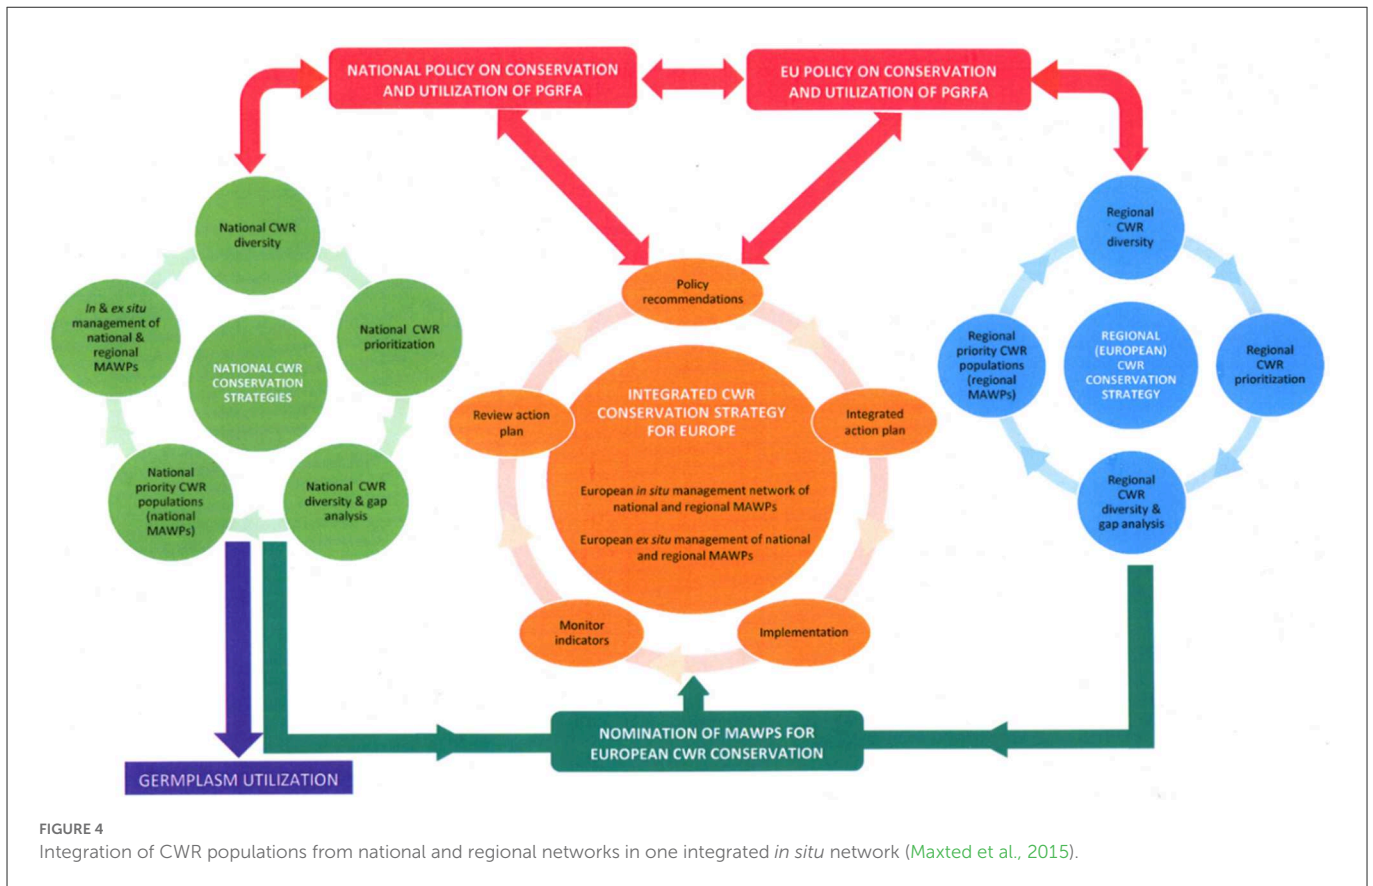 NATIONAL POLICY ON CONSERVATION
AND UTILIZATION OF PGRFA
EU POLICY ON CONSERVATION
AND UTILIZATION OF PGRFA
National CWR
diversity
National CWR
prioritization
National CWR
diversity & gap
analysis
National
priority CWR
populations
(national
MAWPs)
In & ex situ
management of
national &
regional
MAWPs
NATIONAL CWR
CONSERVATION
STRATEGIES
Policy
recommendations
Integrated
action plan
Implementation
Monitor
indicators
Review action
plan
INTEGRATED CWR
CONSERVATION STRATEGY
FOR EUROPE
European in situ management network of
national and regional MAWPs
European ex situ management of national
and regional MAWPs
Regional
CWR
diversity
Regional
CWR
prioritization
Regional
CWR
diversity &
gap analysis
Regional
priority CWR
populations
(regional
MAWPs)
REGIONAL
(EUROPEAN)
CWR
CONSERVATION
STRATEGY
NOMINATION OF MAWPS FOR
EUROPEAN CWR CONSERVATION
GERMPLASM UTILIZATION
FIGURE 4
Integration of CWR populations from national and regional networks in one integrated in situ network (Maxted et al., 2015).